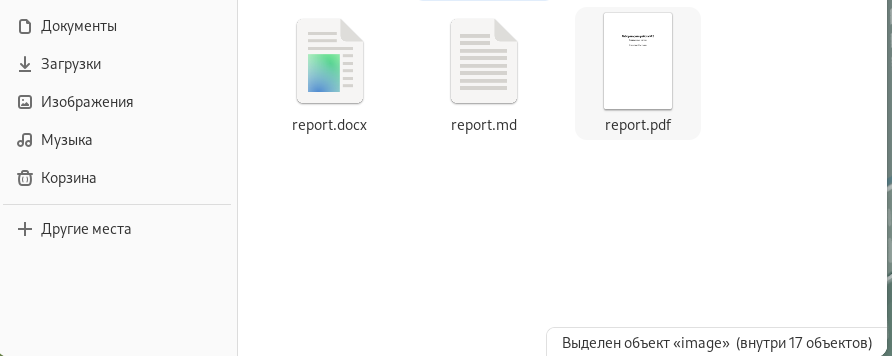 Документы
Загрузки
Изображения
Музыка
Корзина
Другие места
report.docx
report.md
report.pdf
Выделен объект «image» (внутри 17 объектов)